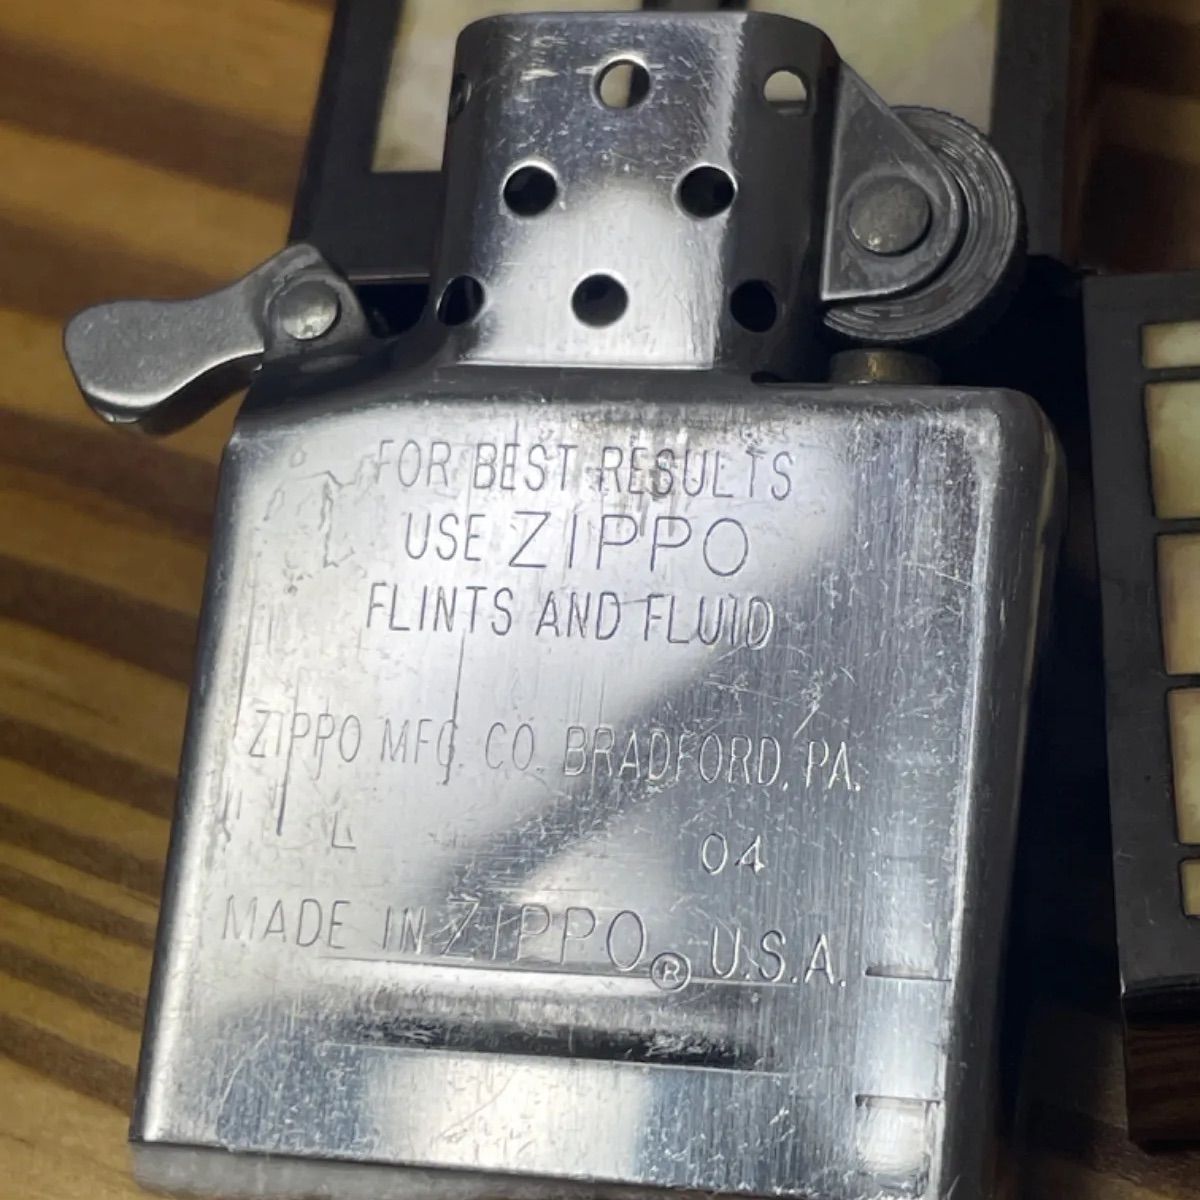 FOR BEST RESULTS
USE ZIPPO
FLINTS AND FLUID
ZIPPO MFG. CO. BRADFORD, PA.
L 04
MADE IN ZIPPO® U.S.A.